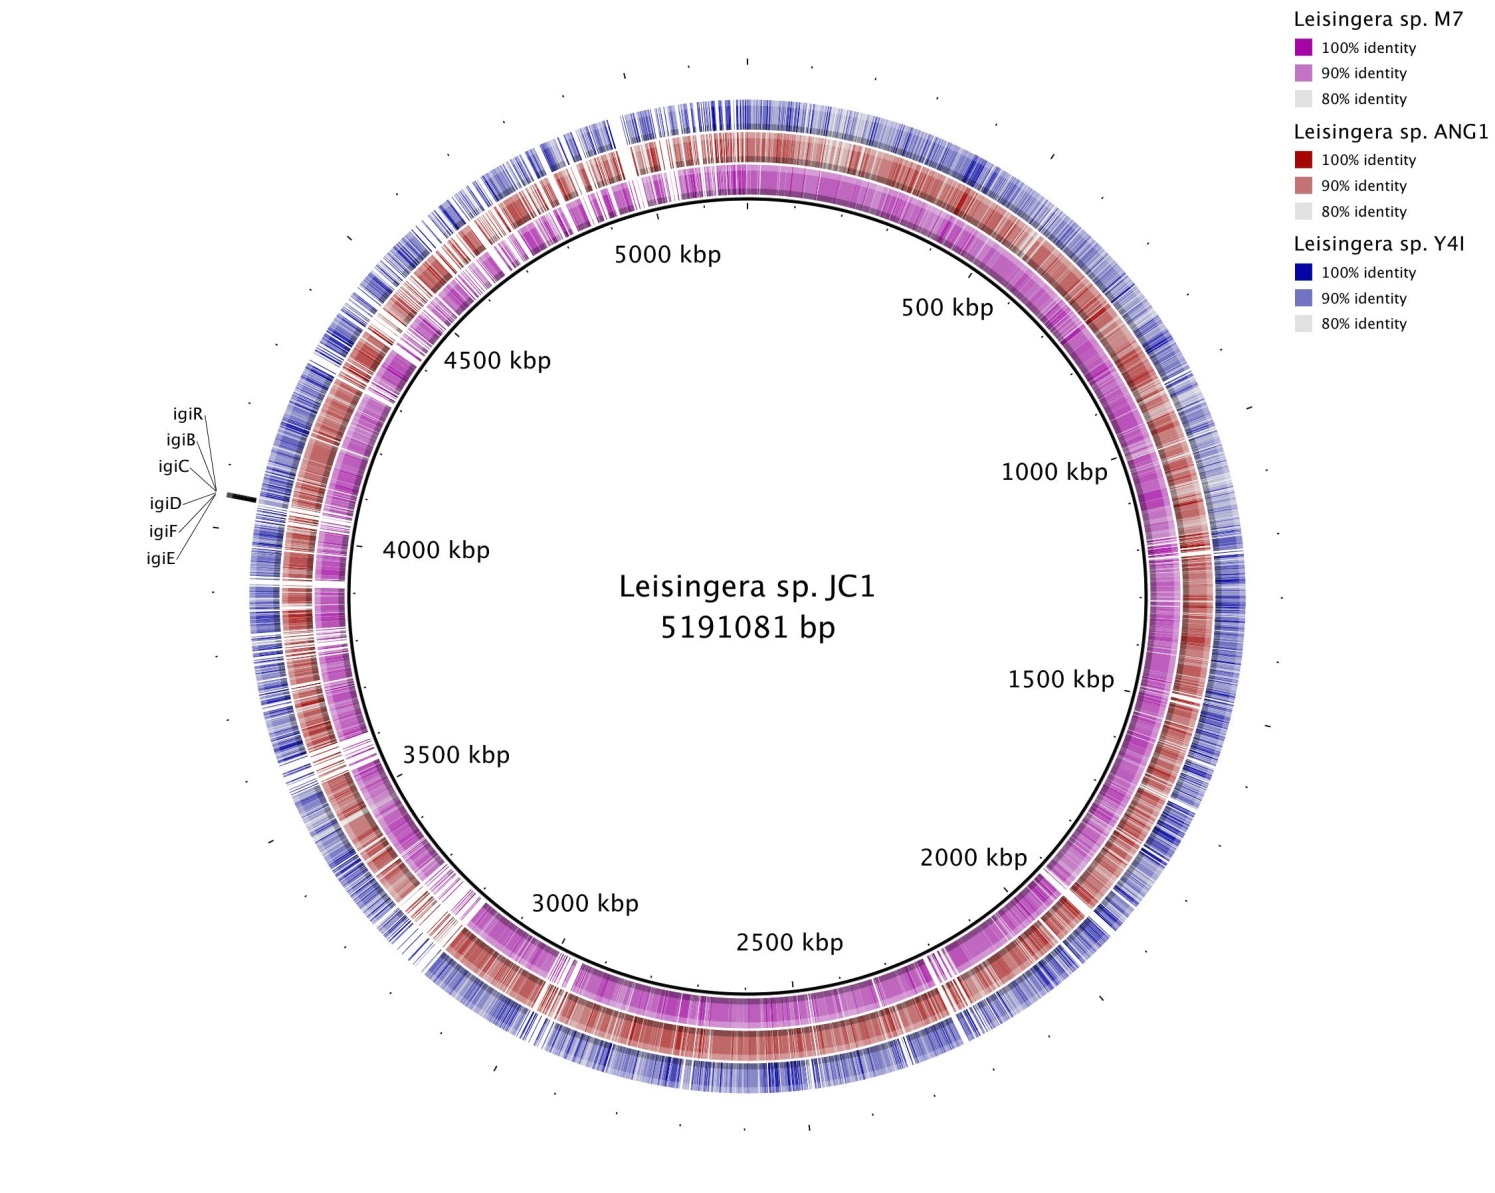 Leisingera sp. M7
100% identity
90% identity
80% identity
Leisingera sp. ANG1
100% identity
90% identity
80% identity
Leisingera sp. Y4I
100% identity
90% identity
80% identity
5000 kbp
500 kbp
4500 kbp
igiR
igiB
igiC
igiD
igiF
igiE
1000 kbp
4000 kbp
Leisingera sp. JC1
5191081 bp
1500 kbp
3500 kbp
2000 kbp
3000 kbp
2500 kbp